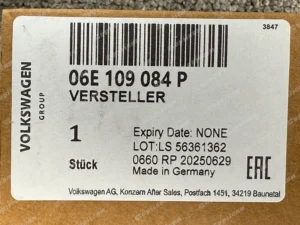 3847
VOLKSWAGEN
GROUP
06E 109 084 P
VERSTELLER
1
Stück
Expiry Date: NONE
LOT:LS 56361362
0660 RP 20250629
Made in Germany
EAC
Volkswagen AG, Konzern After Sales, Postfach 1451, 34219 Baunatal